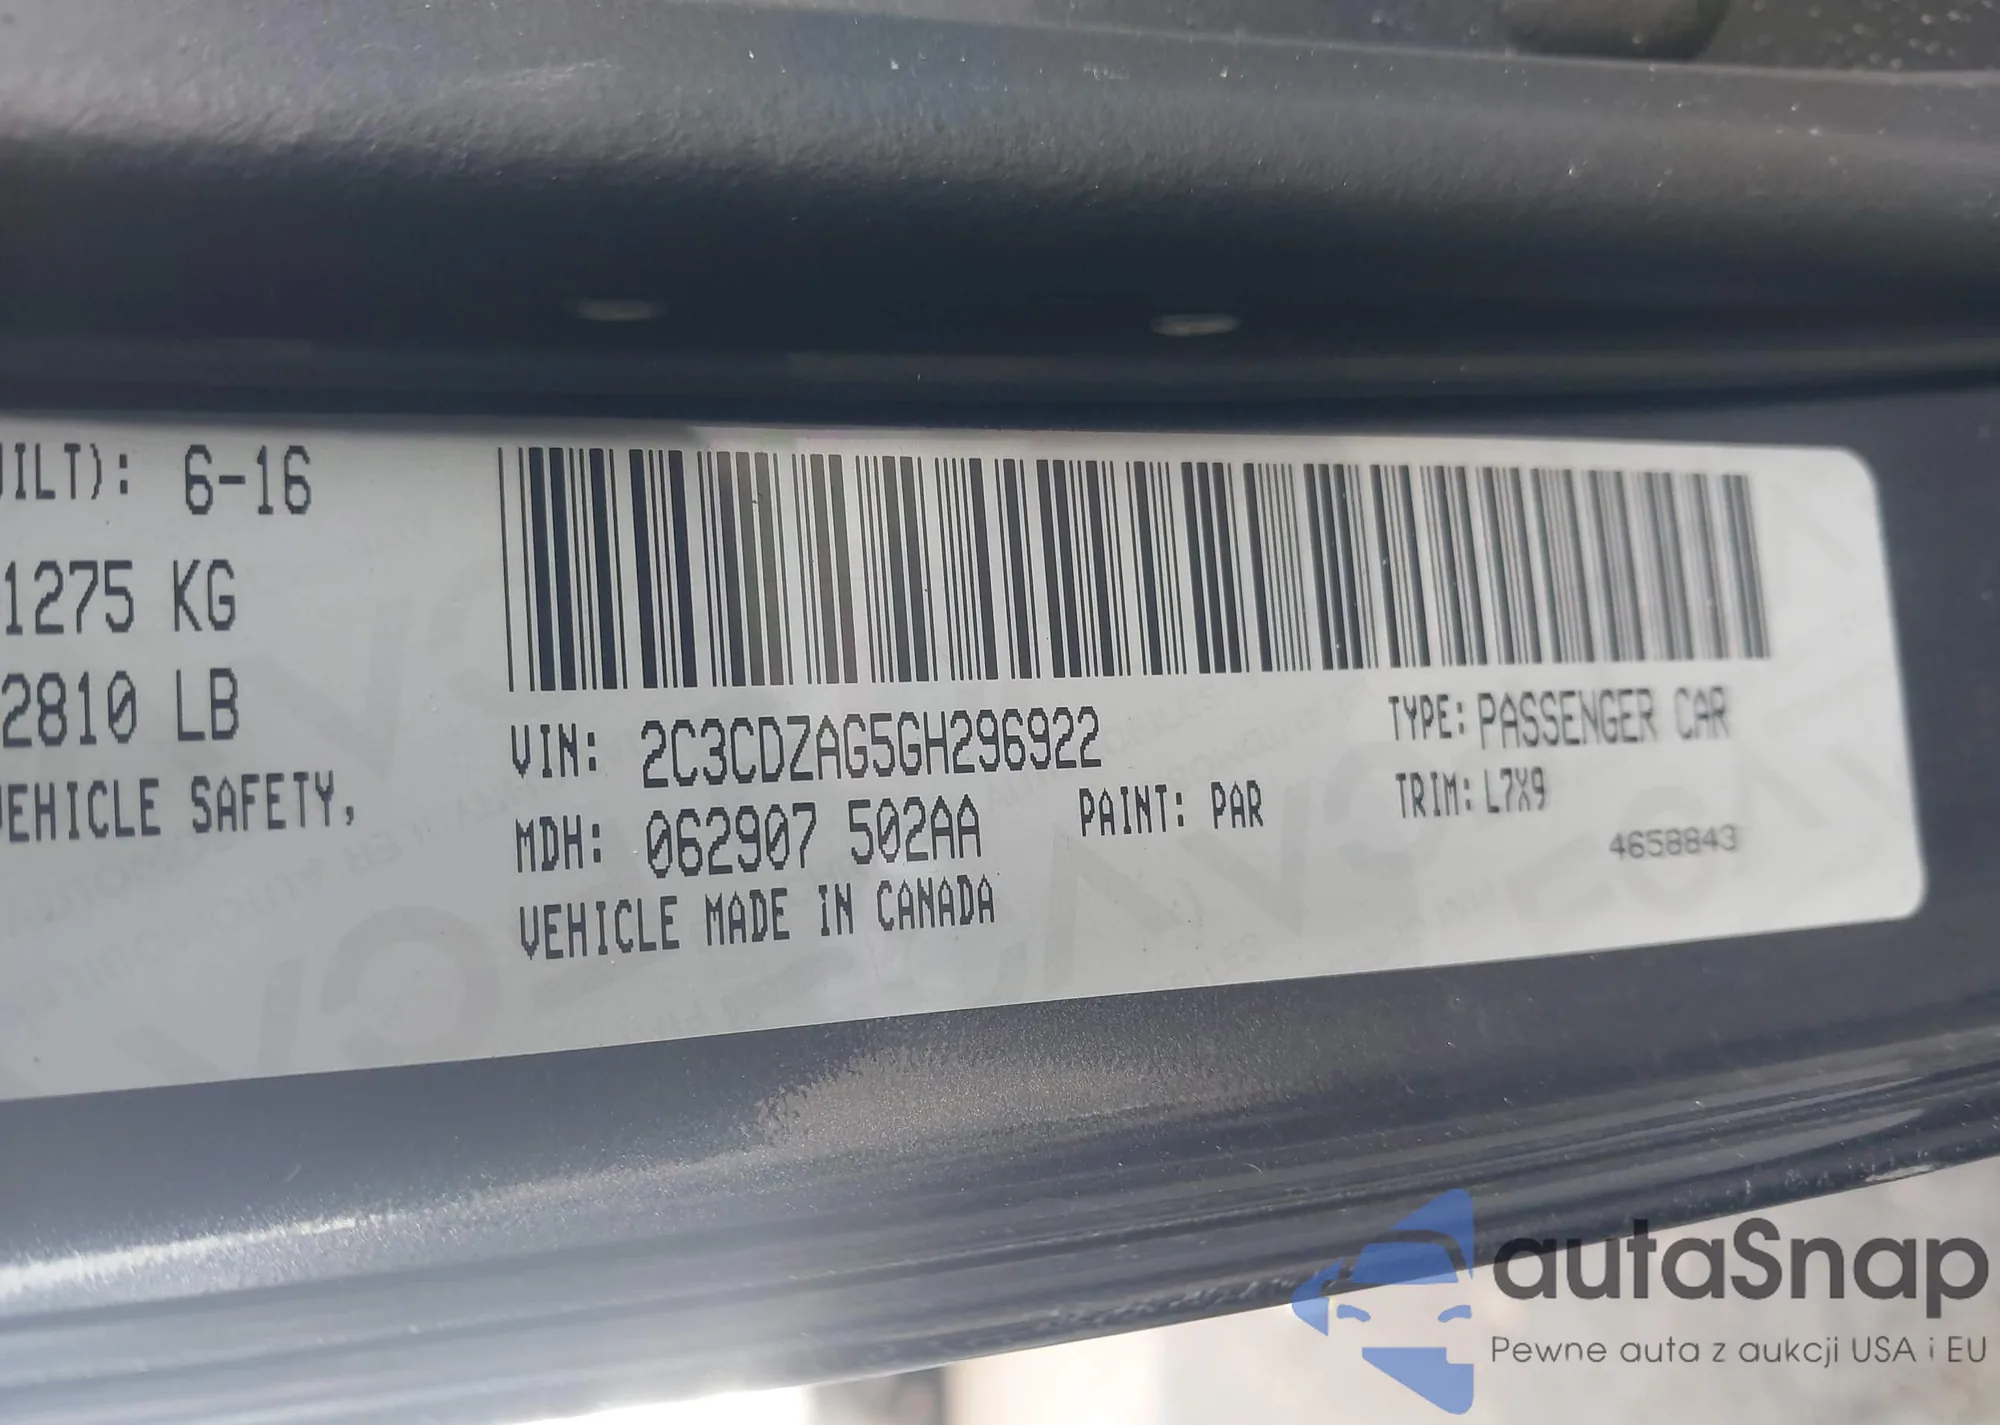 UILT): 6-16
1275 KG
2810 LB
VEHICLE SAFETY,
VIN: 2C3CDZAG5GH296922
TYPE: PASSENGER CAR
MDH: 062907 502AA
PAINT: PAR
TRIM: L7X9
4658843
VEHICLE MADE IN CANADA
autaSnap
Pewne auta z aukcji USA i EU